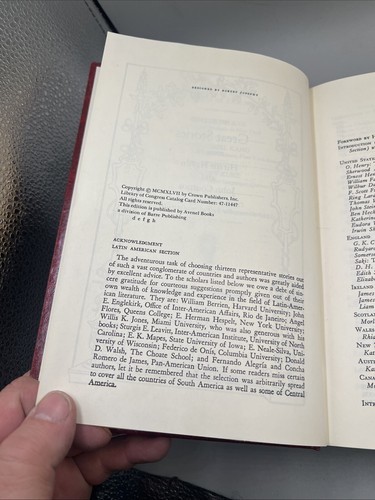 DESIGNED BY ROBERT JOSEPHY
Copyright © MCMXLVII by Crown Publishers, Inc.
Library of Congress Catalog Card Number: 47-11447
All rights reserved.
This edition is published by Avenel Books
a division of Barre Publishing
d e f g h
ACKNOWLEDGMENT
LATIN AMERICAN SECTION
The adventurous task of choosing thirteen representative stories out
of such a vast conglomerate of countries and authors was greatly aided
by excellent advice. To the scholars listed below we owe a debt of sin-
cere gratitude for courteous suggestions promptly given out of their
own wealth of knowledge and experience in the field of Latin-Amer-
ican literature. They are: William Berrien, Harvard University; John
E. Englekirk, Office of Inter-American Affairs, Rio de Janeiro; Ángel
Flores, Queens College; E. Herman Hespelt, New York University;
Willis K. Jones, Miami University, who was also generous with his
books; Sturgis E. Leavitt, Inter-American Institute, University of North
Carolina; E. K. Mapes, State University of Iowa; E. Neale-Silva, Uni-
versity of Wisconsin; Federico de Onís, Columbia University; Donald
D. Walsh, The Choate School; and Fernando Alegría and Concha
Romero de James, Pan-American Union. If some readers miss certain
authors, let it be remembered that the selection was arbitrarily spread
to cover all the countries of South America as well as some of Central
America.
FOREWORD BY
INTRODUCTION
Section)
UNITED STATES
O. Henry:
Sherwood
Ernest
William
Wilbur
F. Scott
Ring
Thomas
John
Ben
Katherine
Eudora
Irwin
ENGLAND
G. K.
Rudyard
Somerset
Saki:
D. H.
Edith
Elizabeth
IRELAND
James
James
Liam
SCOTLAND
WALES
NEW
CANADA